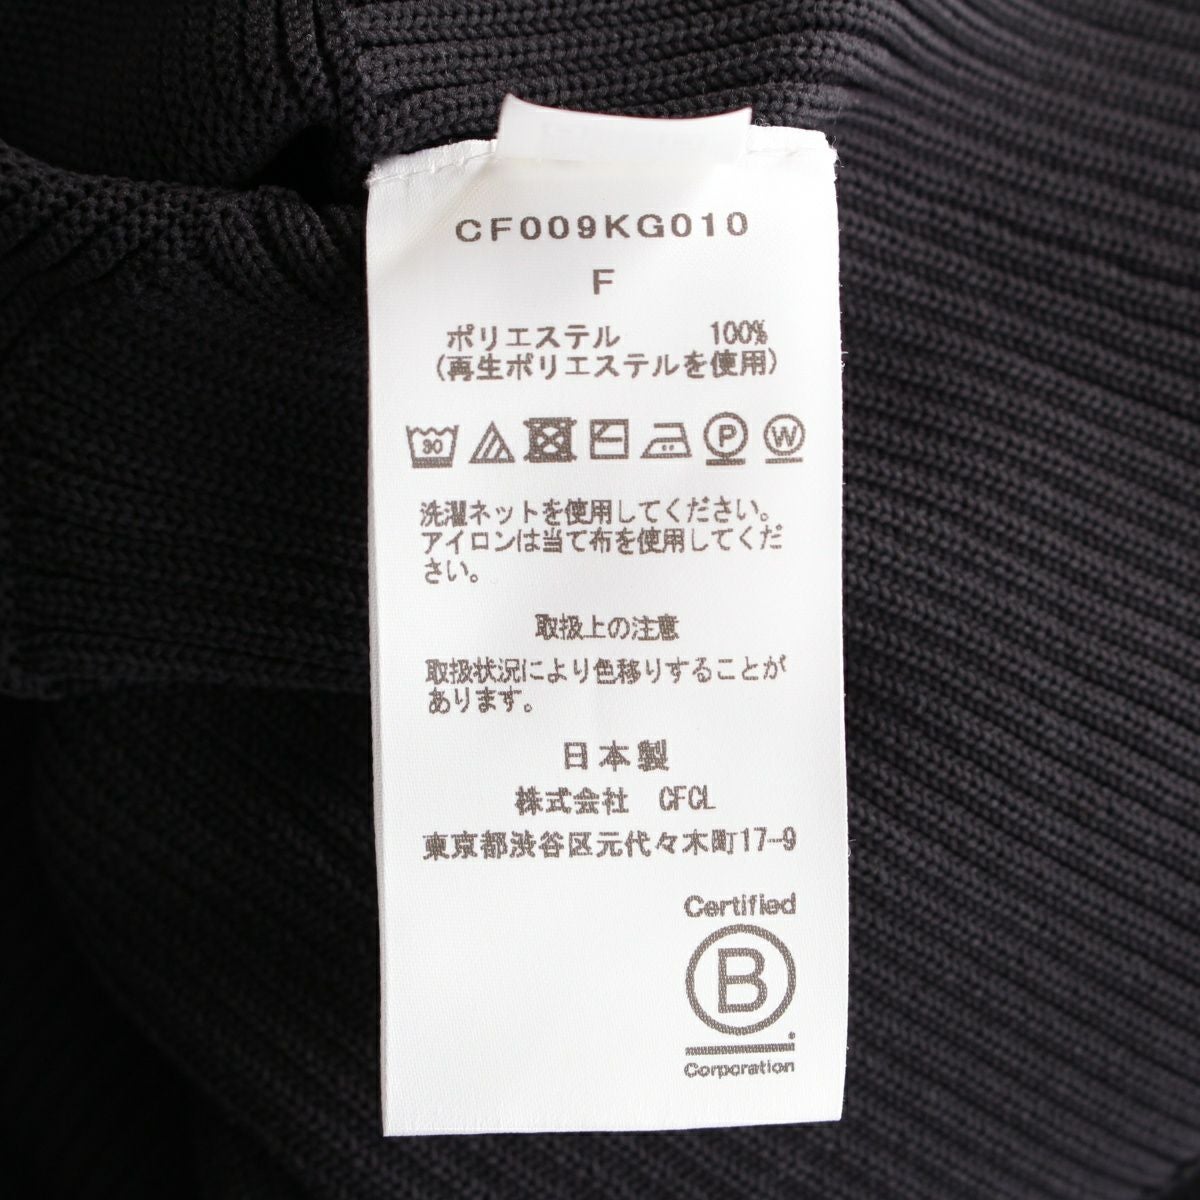 CF009KG010
F
ポリエステル 100%
(再生ポリエステルを使用)
30 P W
洗濯ネットを使用してください。
アイロンは当て布を使用してくだ
さい。
取扱上の注意
取扱状況により色移りすることが
あります。
日本製
株式会社 CFCL
東京都渋谷区元代々木町17-9
Certified
B
Corporation